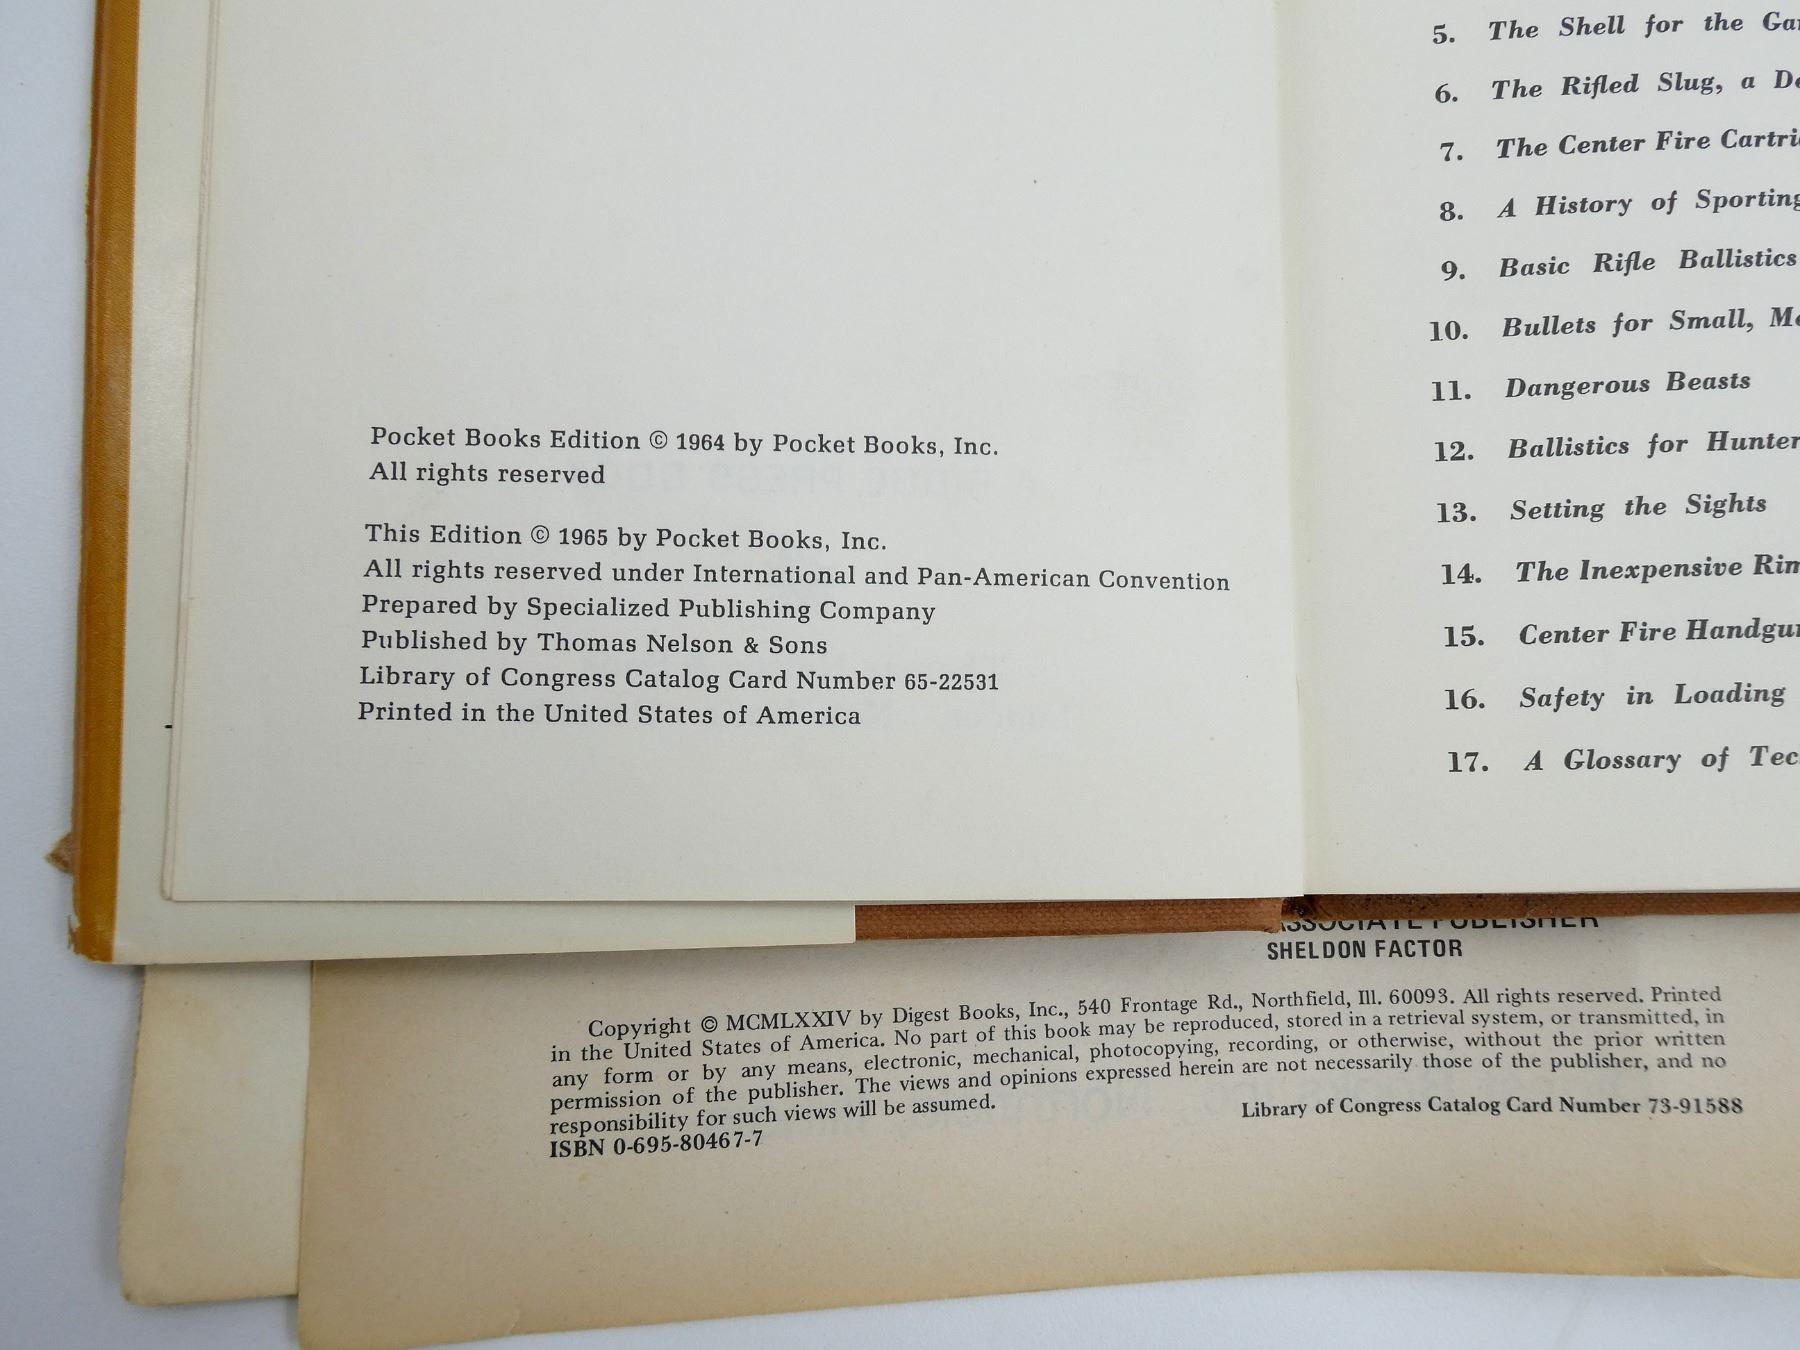 Pocket Books Edition © 1964 by Pocket Books, Inc.
All rights reserved
This Edition © 1965 by Pocket Books, Inc.
All rights reserved under International and Pan-American Convention
Prepared by Specialized Publishing Company
Published by Thomas Nelson & Sons
Library of Congress Catalog Card Number 65-22531
Printed in the United States of America
5. The Shell for the
6. The Rifled Slug, a
7. The Center Fire
8. A History of Sporting
9. Basic Rifle Ballistics
10. Bullets for Small,
11. Dangerous Beasts
12. Ballistics for
13. Setting the Sights
14. The Inexpensive
15. Center Fire
16. Safety in Loading
17. A Glossary of
ASSOCIATE PUBLISHER
SHELDON FACTOR
Copyright © MCMLXXIV by Digest Books, Inc., 540 Frontage Rd., Northfield, Ill. 60093. All rights reserved. Printed
in the United States of America. No part of this book may be reproduced, stored in a retrieval system, or transmitted, in
any form or by any means, electronic, mechanical, photocopying, recording, or otherwise, without the prior written
permission of the publisher. The views and opinions expressed herein are not necessarily those of the publisher, and no
responsibility for such views will be assumed.
ISBN 0-695-80467-7
Library of Congress Catalog Card Number 73-91588